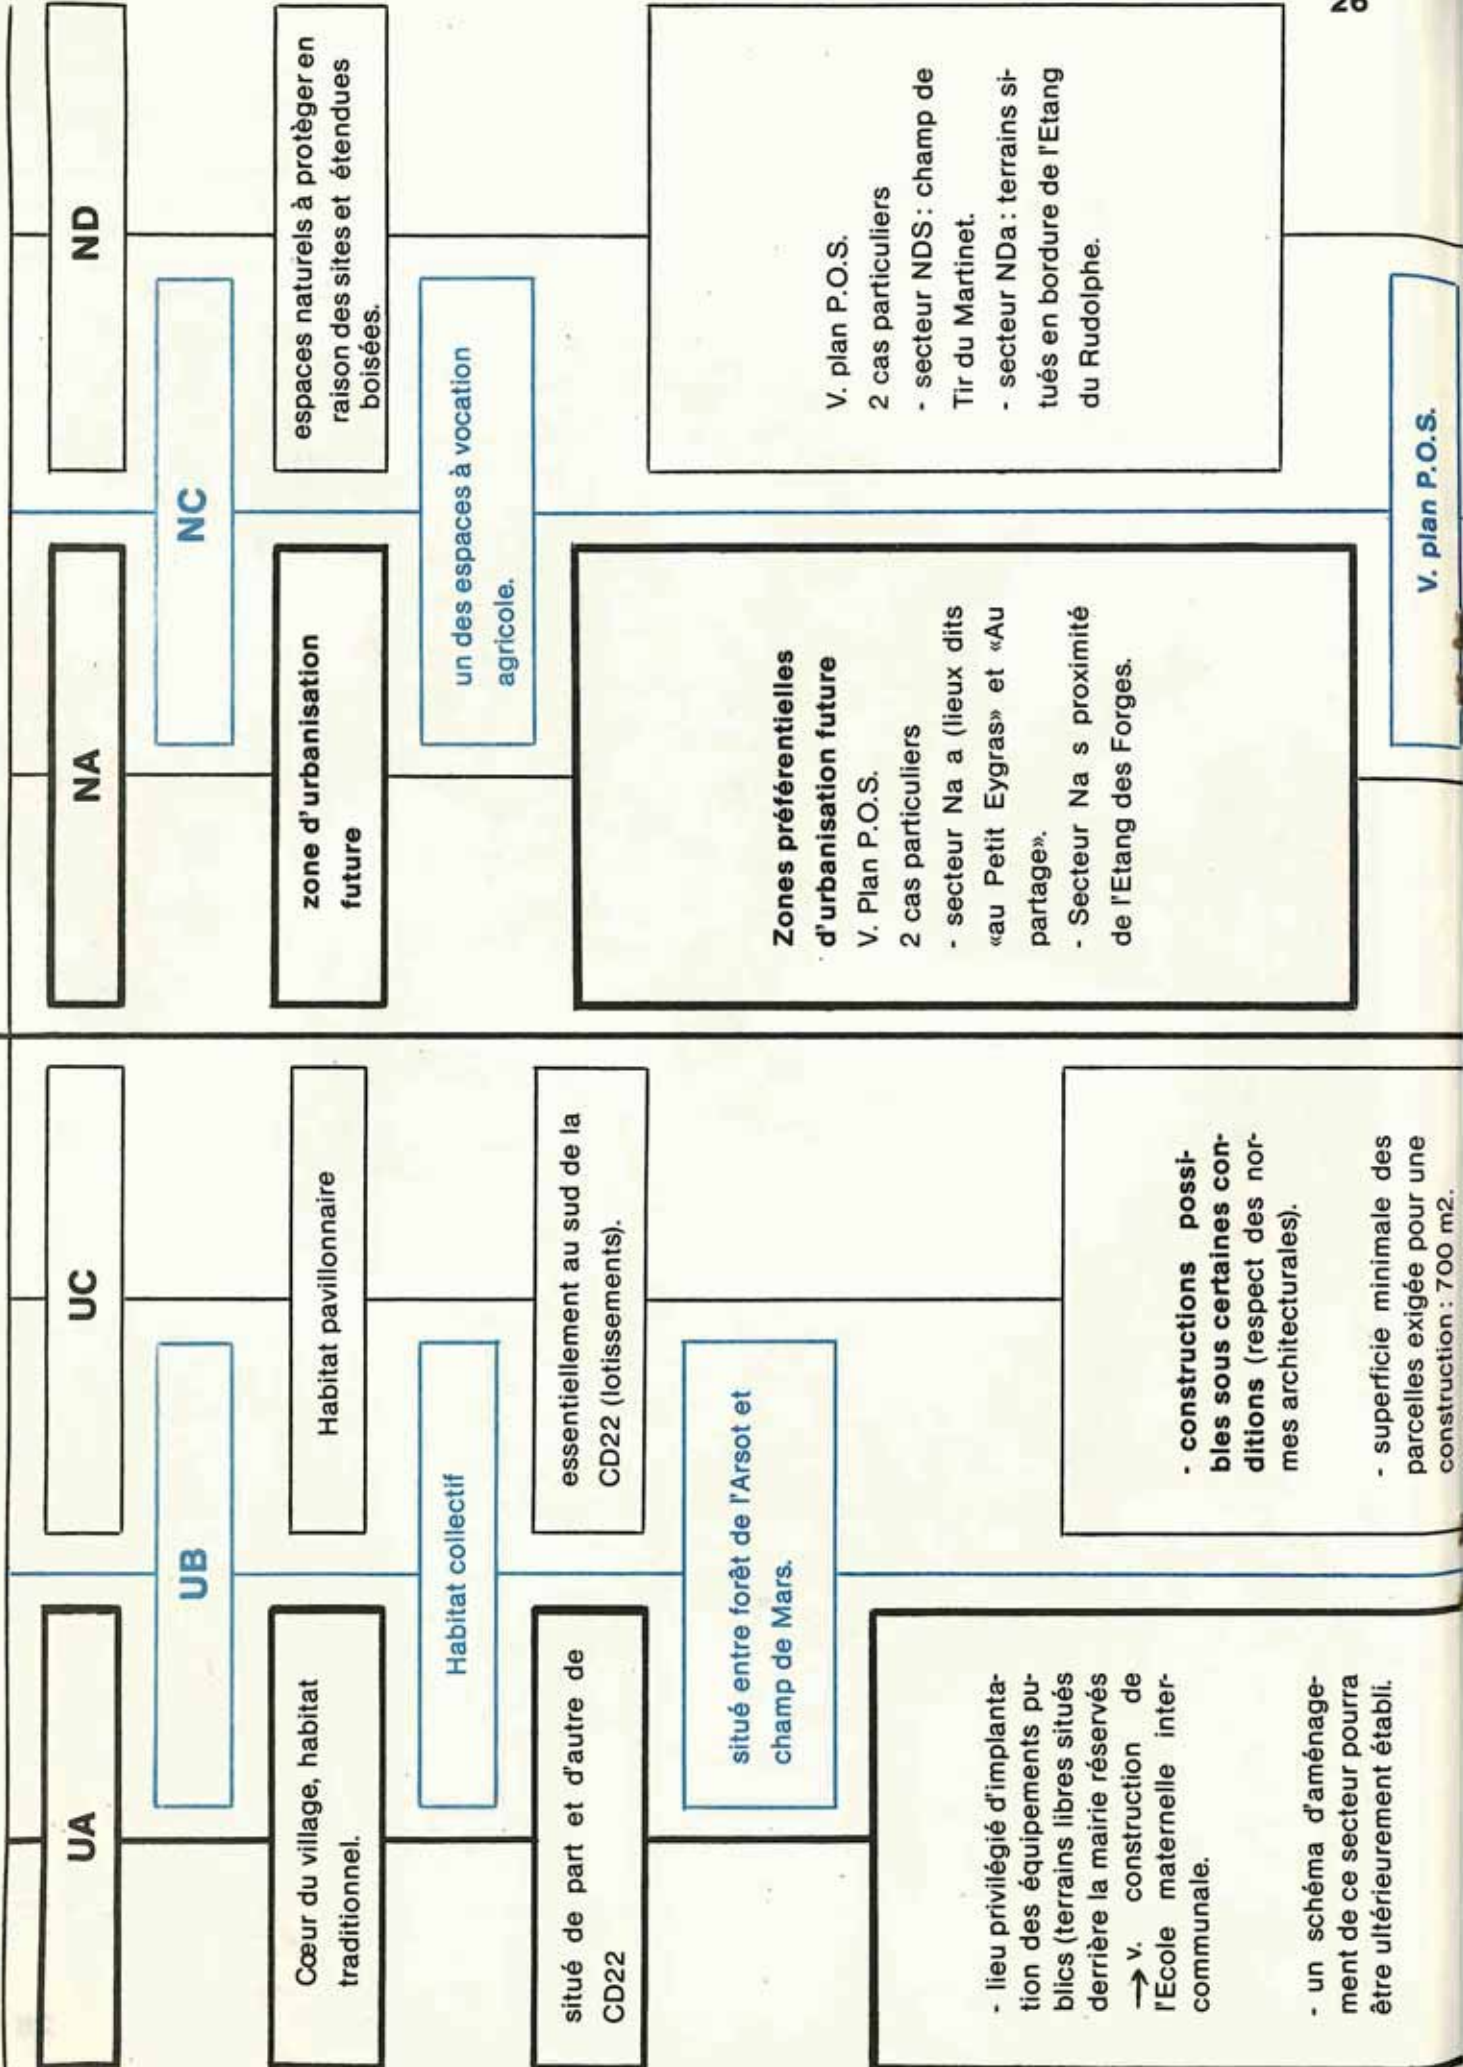 UA
Cœur du village, habitat
traditionnel.
situé de part et d'autre de
CD22
- lieu privilégié d'implanta-
tion des équipements pu-
blics (terrains libres situés
derrière la mairie réservés
→ v. construction de
l'Ecole maternelle inter-
communale.
- un schéma d'aménage-
ment de ce secteur pourra
être ultérieurement établi.
UB
Habitat collectif
situé entre forêt de l'Arsot et
champ de Mars.
UC
Habitat pavillonnaire
essentiellement au sud de la
CD22 (lotissements).
- constructions possi-
bles sous certaines con-
ditions (respect des nor-
mes architecturales).
- superficie minimale des
parcelles exigée pour une
construction : 700 m2.
NA
zone d'urbanisation
future
Zones préférentielles
d'urbanisation future
V. Plan P.O.S.
2 cas particuliers
- secteur Na a (lieux dits
«au Petit Eygras» et «Au
partage».
- Secteur Na s proximité
de l'Etang des Forges.
NC
un des espaces à vocation
agricole.
V. plan P.O.S.
ND
espaces naturels à protèger en
raison des sites et étendues
boisées.
V. plan P.O.S.
2 cas particuliers
- secteur NDS : champ de
Tir du Martinet.
- secteur NDa : terrains si-
tués en bordure de l'Etang
du Rudolphe.